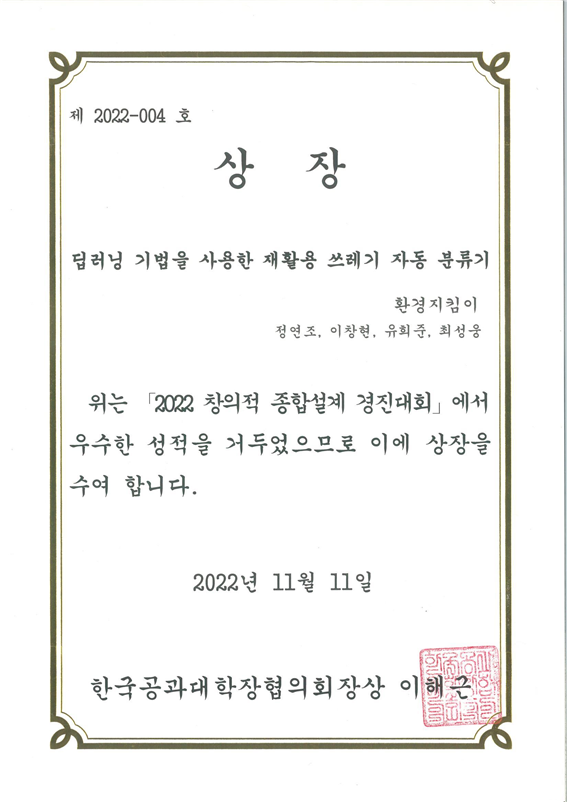 제 2022-004 호
상 장
딥러닝 기법을 사용한 재활용 쓰레기 자동 분류기
환경지킴이
정연조, 이창현, 유희준, 최성웅
위는 「2022 창의적 종합설계 경진대회」에서
우수한 성적을 거두었으므로 이에 상장을
수여 합니다.
2022년 11월 11일
한국공과대학장협의회장상 이해근